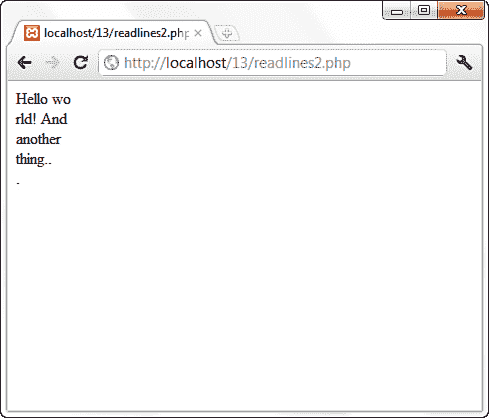 localhost/13/readlines2.php
http://localhost/13/readlines2.php
Hello wo
rld! And
another
thing..
.